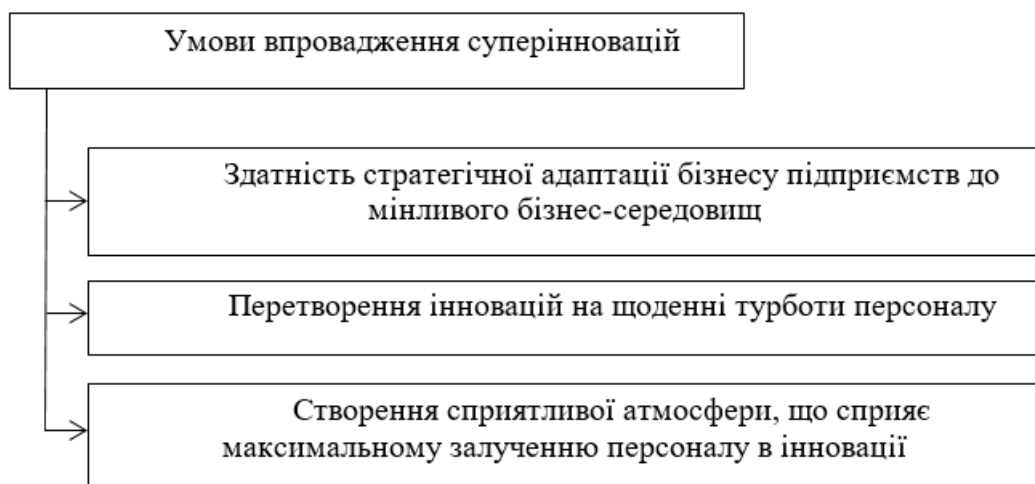 Умови впровадження суперінновацій
Здатність стратегічної адаптації бізнесу підприємств до
мінливого бізнес-середовищ
Перетворення інновацій на щоденні турботи персоналу
Створення сприятливої атмосфери, що сприяє
максимальному залученню персоналу в інновації